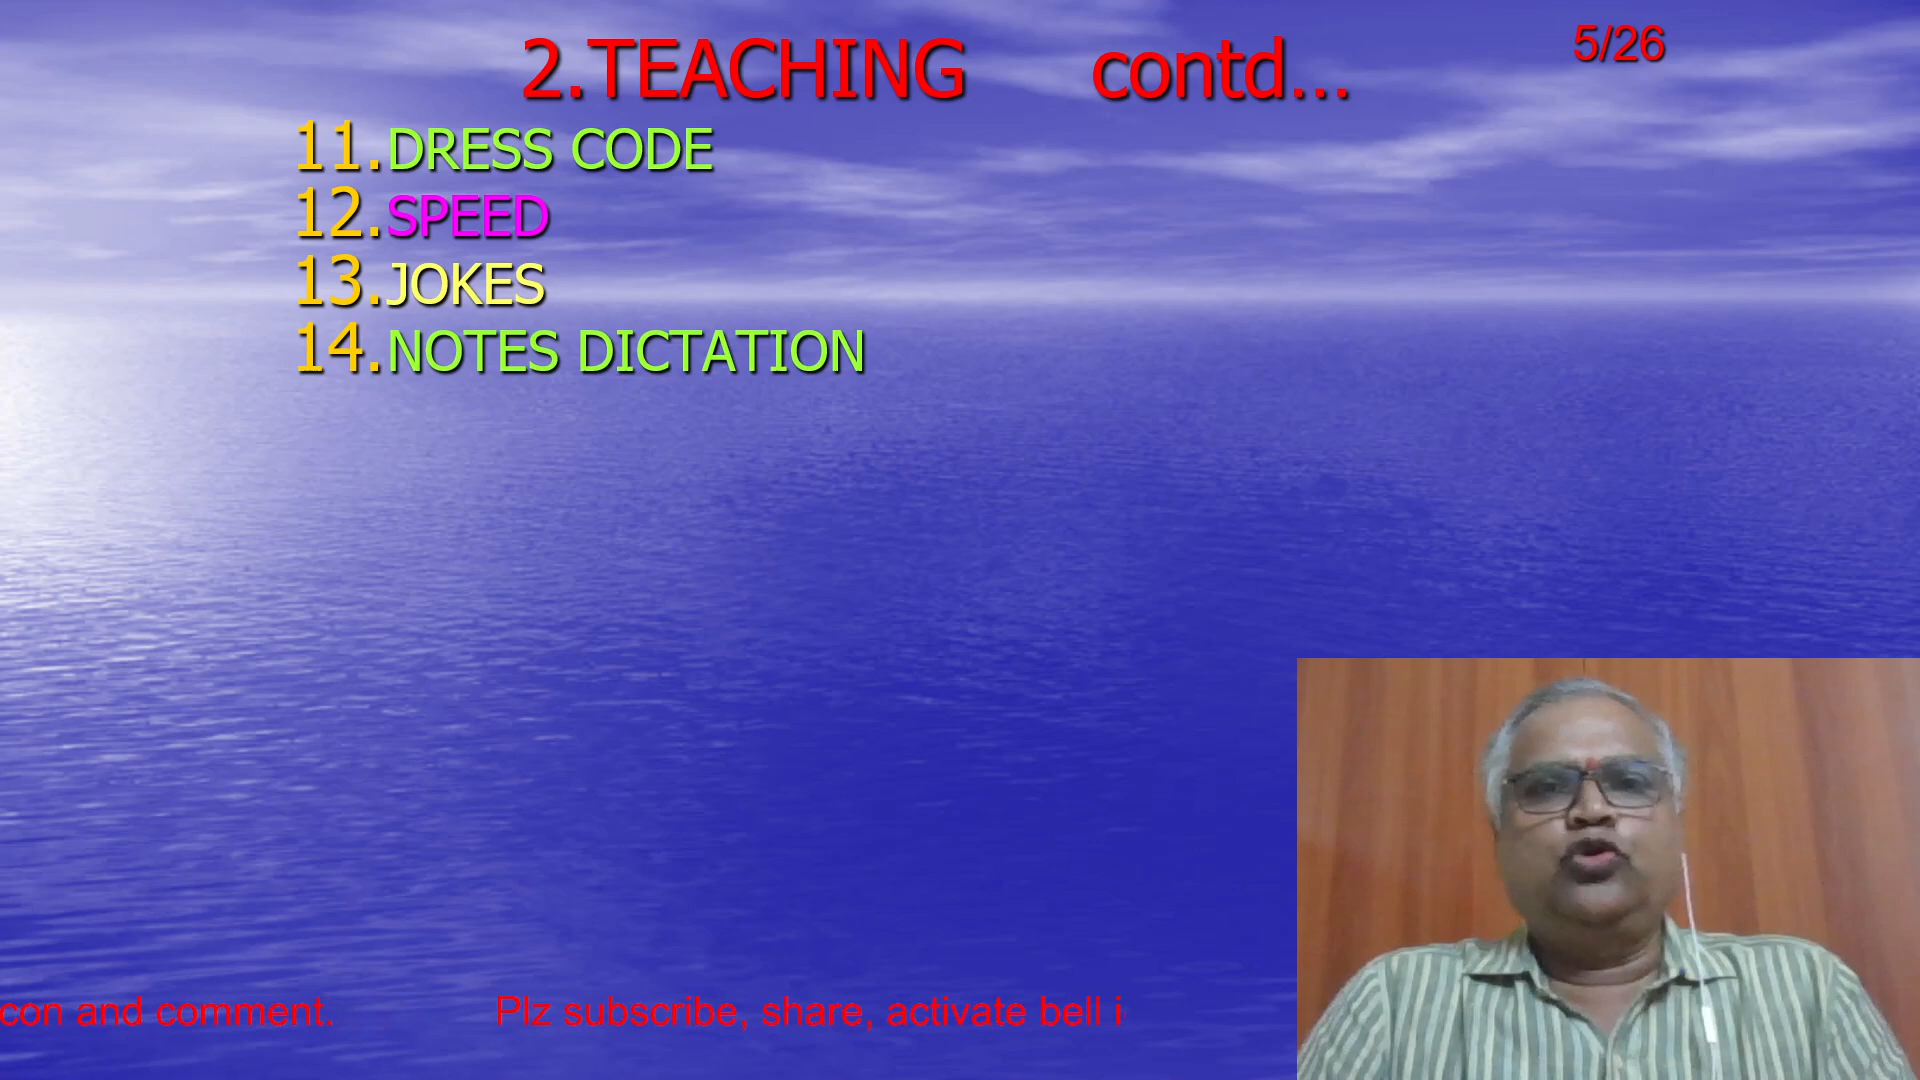 2.TEACHING contd...
5/26
11.DRESS CODE
12.SPEED
13.JOKES
14.NOTES DICTATION
con and comment. Plz subscribe, share, activate bell i